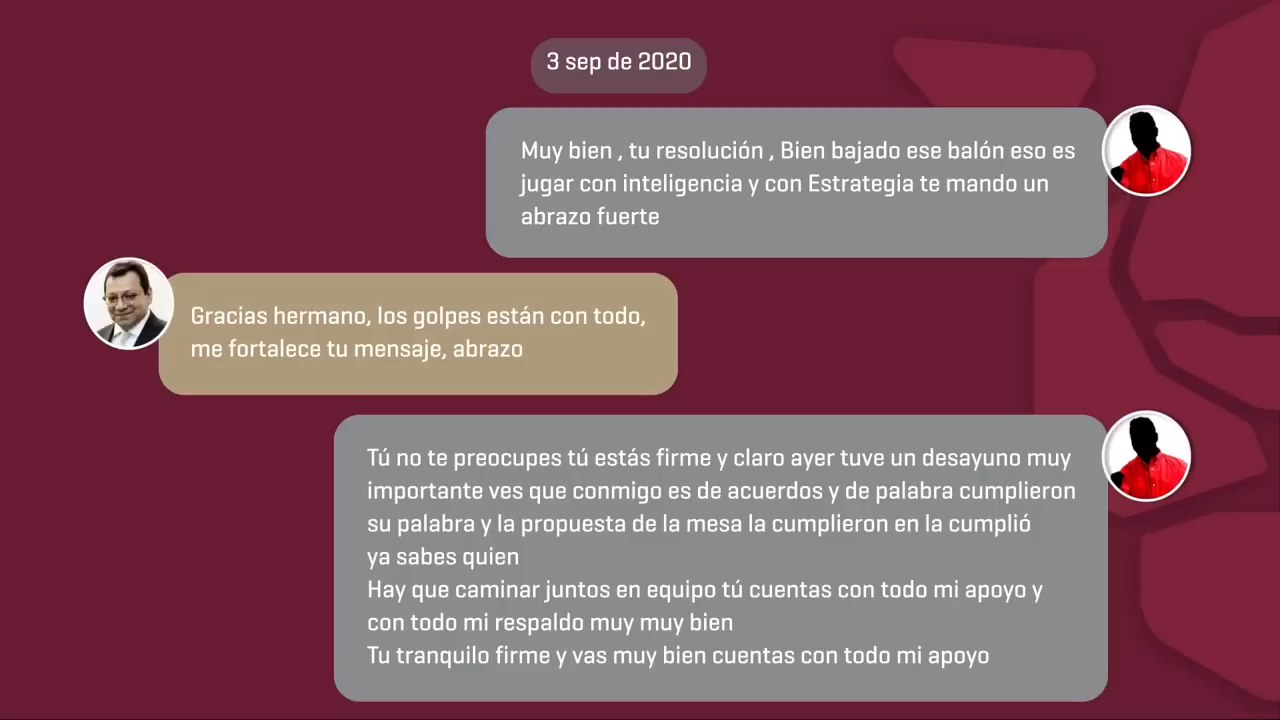 3 sep de 2020
Muy bien , tu resolución , Bien bajado ese balón eso es
jugar con inteligencia y con Estrategia te mando un
abrazo fuerte
Gracias hermano, los golpes están con todo,
me fortalece tu mensaje, abrazo
Tú no te preocupes tú estás firme y claro ayer tuve un desayuno muy
importante ves que conmigo es de acuerdos y de palabra cumplieron
su palabra y la propuesta de la mesa la cumplieron en la cumplió
ya sabes quien
Hay que caminar juntos en equipo tú cuentas con todo mi apoyo y
con todo mi respaldo muy muy bien
Tu tranquilo firme y vas muy bien cuentas con todo mi apoyo